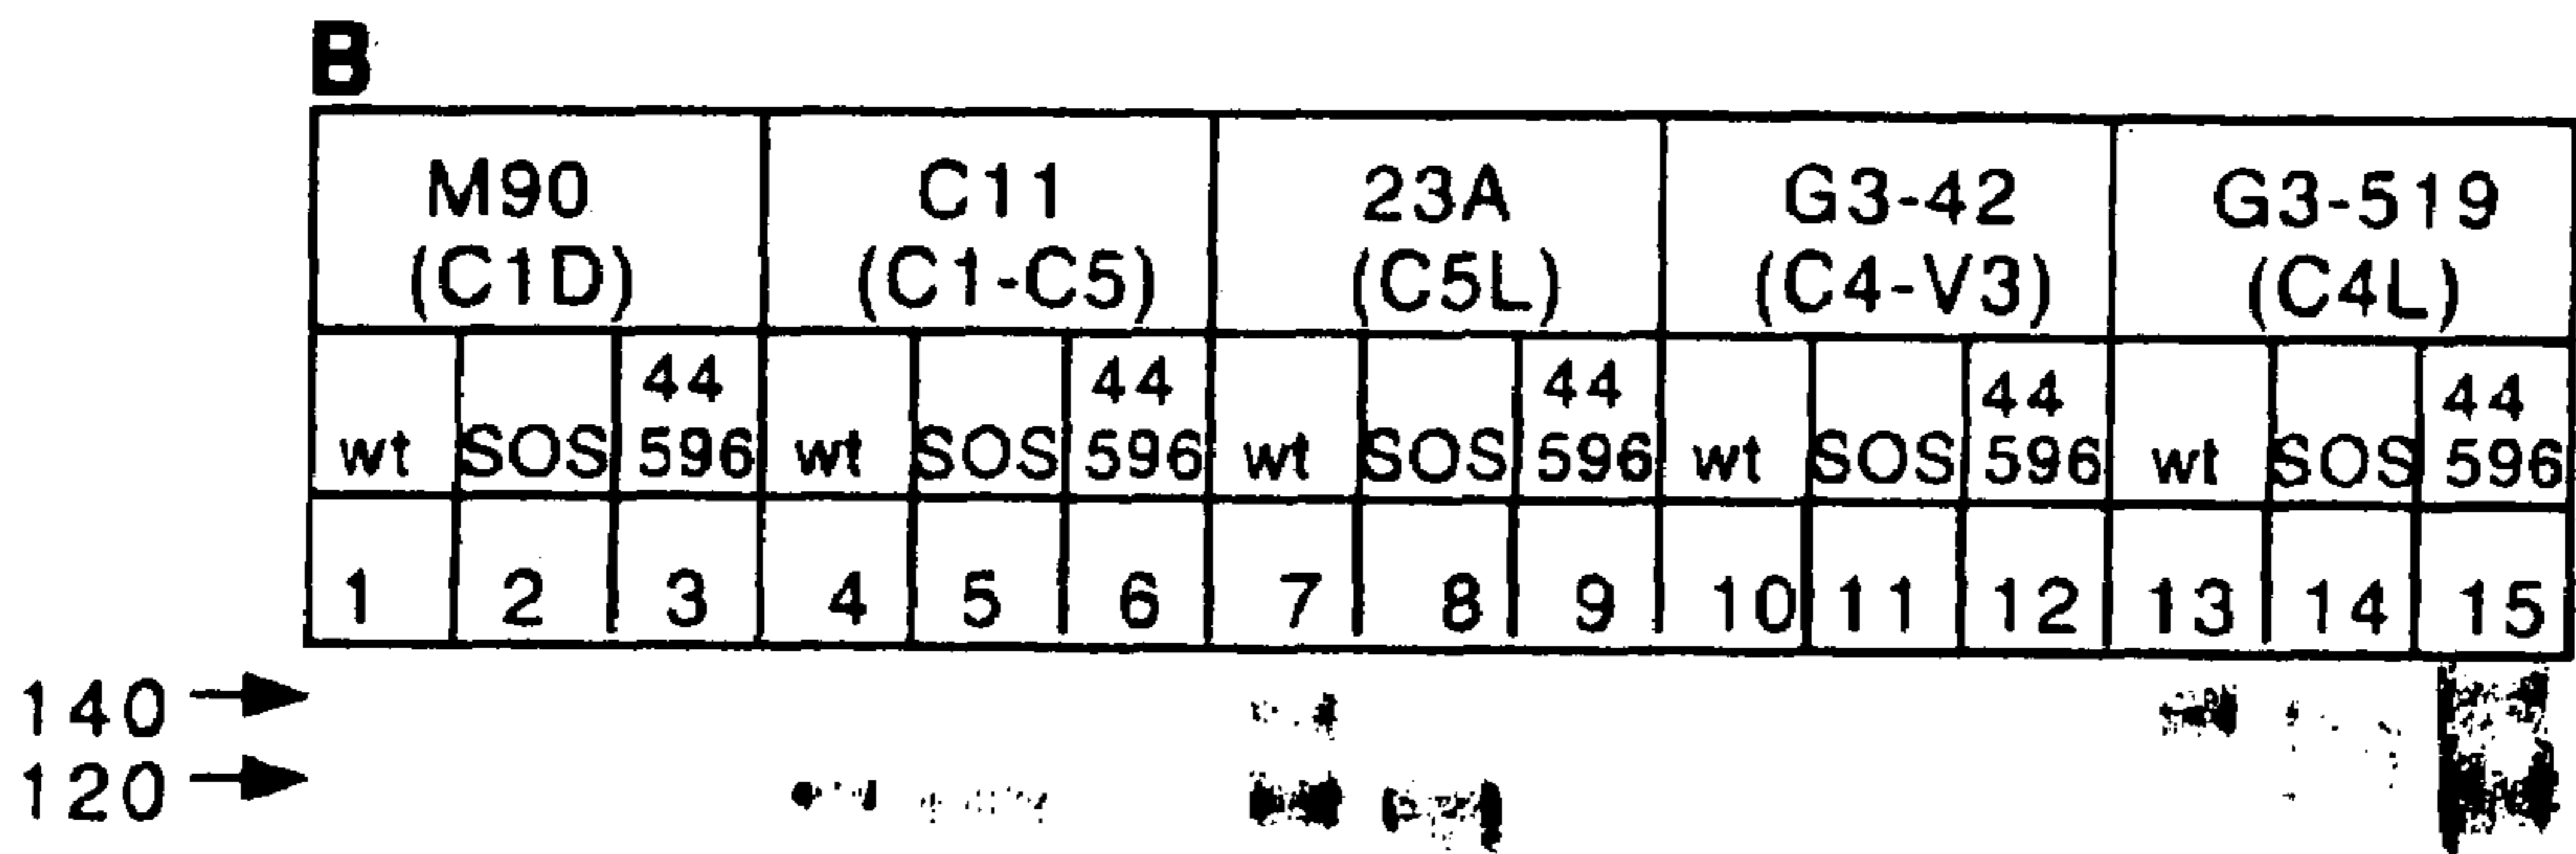 B
M90 C11 23A G3-42 G3-519
(C1D) (C1-C5) (C5L) (C4-V3) (C4L)
44 44 44 44 44
wt SOS 596 wt SOS 596 wt SOS 596 wt SOS 596 wt SOS 596
1 2 3 4 5 6 7 8 9 10 11 12 13 14 15
140
120